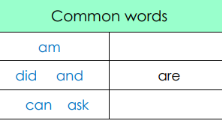 Common words
am
did and are
can ask